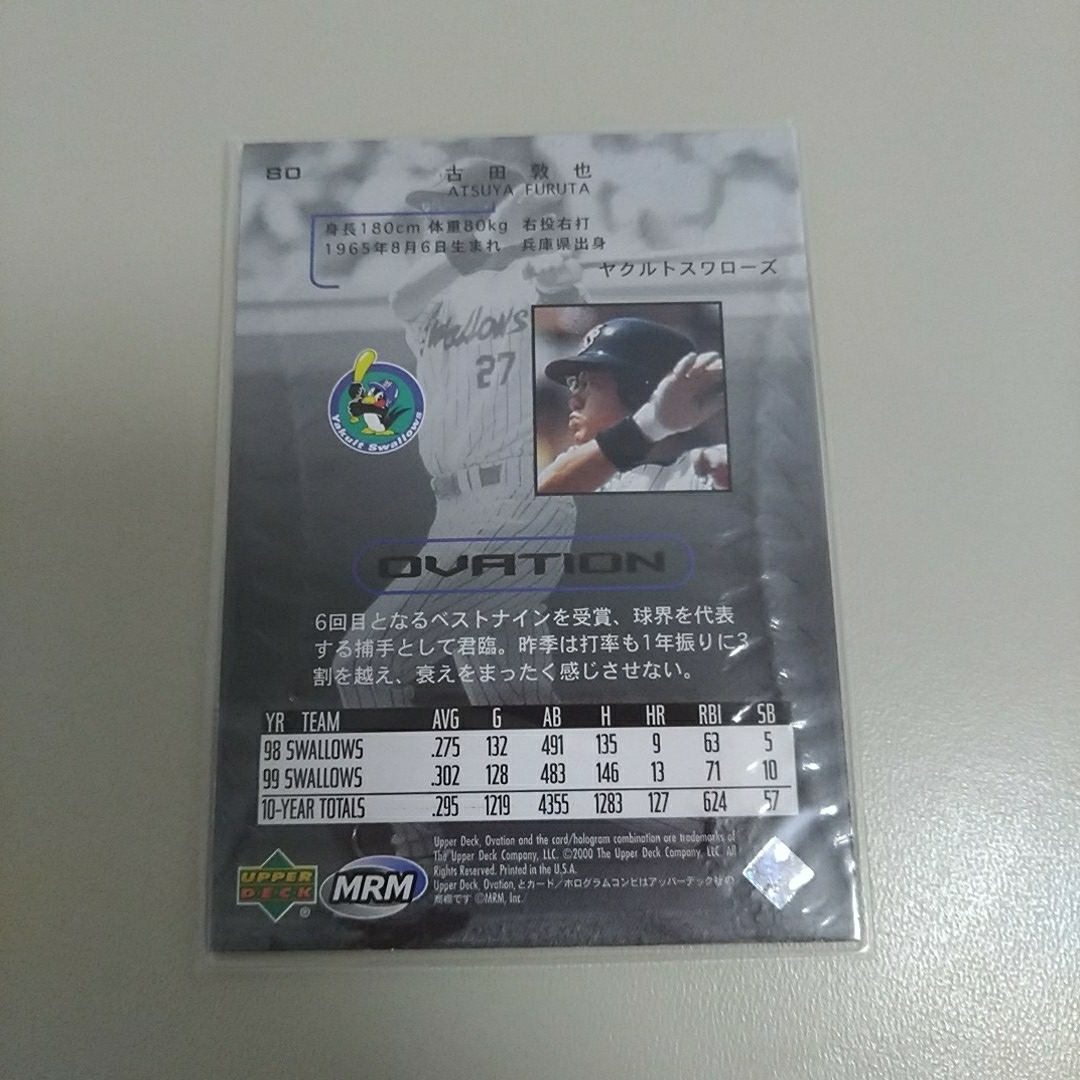 80
古田敦也
ATSUYA FURUTA
身長180cm 体重80kg 右投右打
1965年8月6日生まれ 兵庫県出身
ヤクルトスワローズ
Swallows
27
Yakult Swallows
OVATION
6回目となるベストナインを受賞、球界を代表
する捕手として君臨。昨季は打率も1年振りに3
割を越え、衰えをまったく感じさせない。
YR TEAM AVG G AB H HR RBI SB
98 SWALLOWS .275 132 491 135 9 63 5
99 SWALLOWS .302 128 483 146 13 71 10
10-YEAR TOTALS .295 1219 4355 1283 127 624 57
Upper Deck, Ovation and the card/hologram combination are trademarks of
The Upper Deck Company, LLC. ©2000 The Upper Deck Company, LLC. All
Rights Reserved. Printed in the U.S.A.
Upper Deck, Ovation, とカード/ホログラムコンビはアッパーデック社の
商標です ©MRM, Inc.
UPPER
DECK
®
MRM